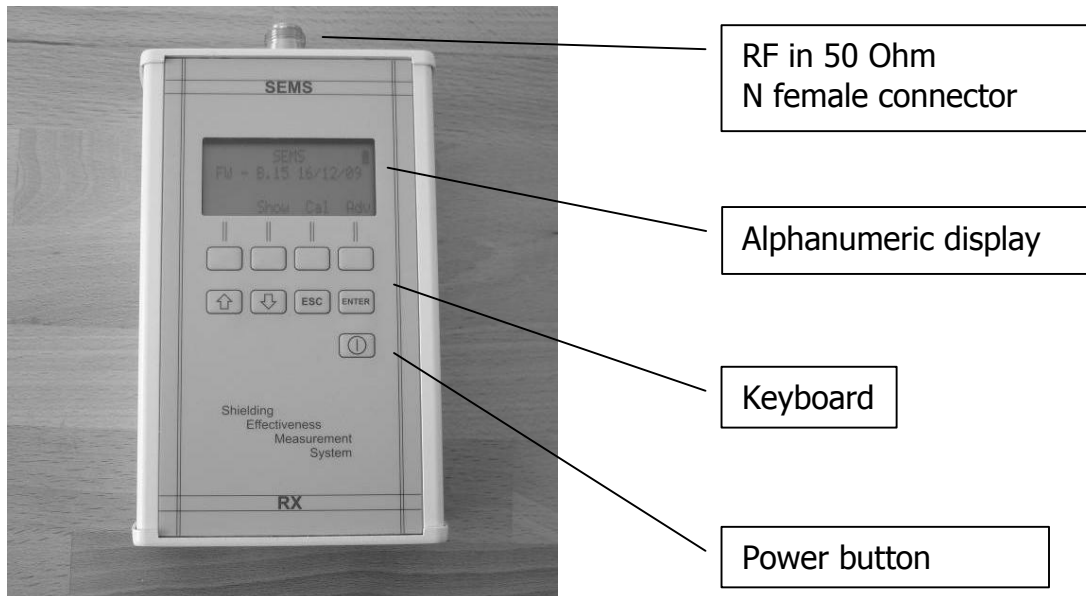 SEMS
SEMS
FW - 8.15 16/12/09
Show Cal Adv
ESC ENTER
Shielding
Effectiveness
Measurement
System
RX
RF in 50 Ohm
N female connector
Alphanumeric display
Keyboard
Power button